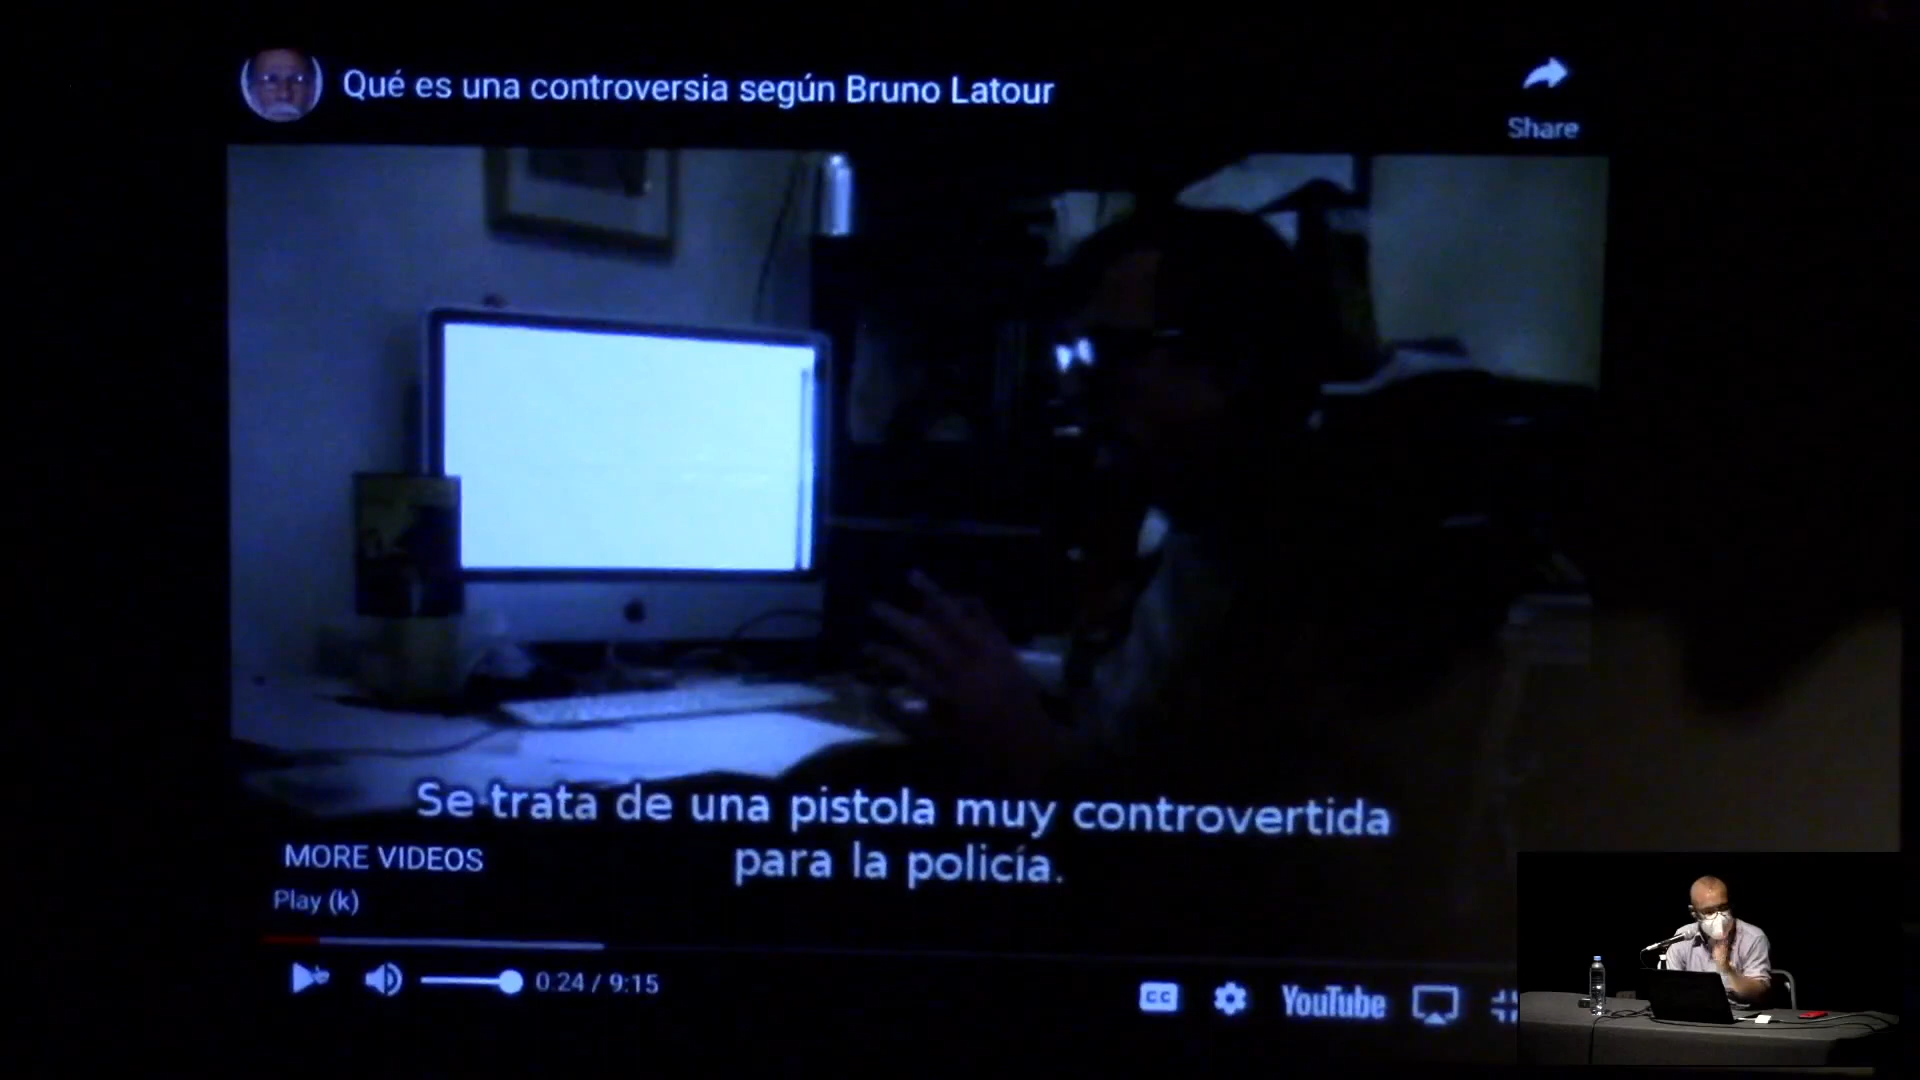 Qué es una controversia según Bruno Latour
Share
Se trata de una pistola muy controvertida
para la policía.
MORE VIDEOS
Play (k)
0:24 / 9:15
CC
YouTube